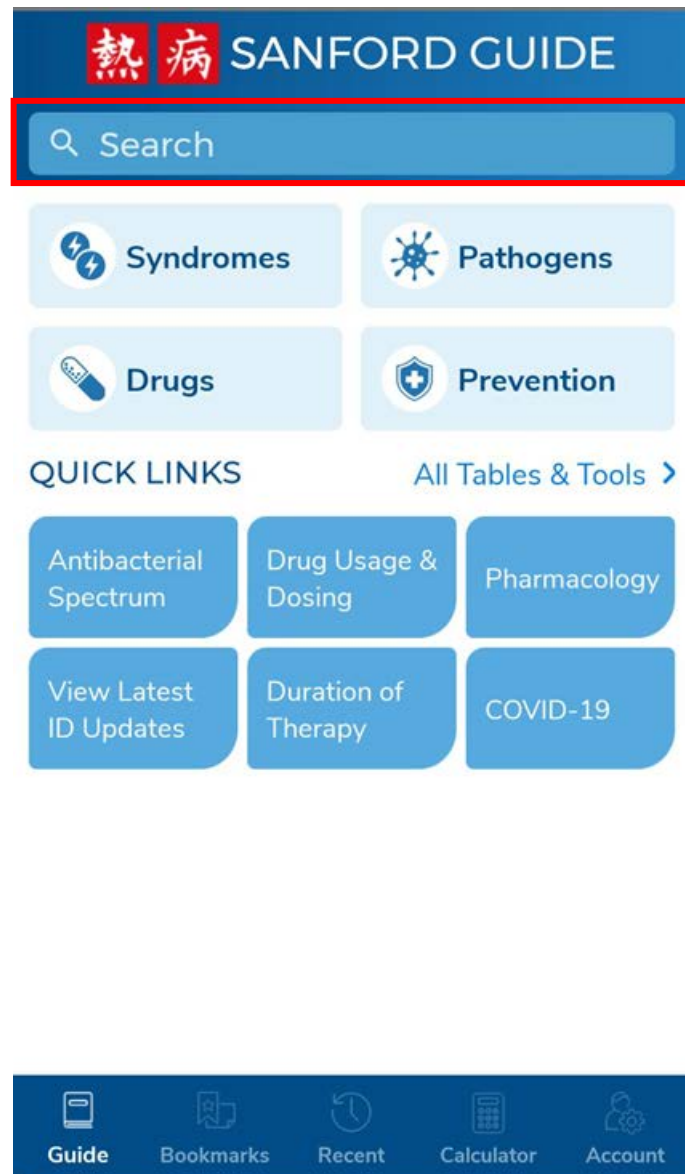 熱 病 SANFORD GUIDE
Search
Syndromes
Pathogens
Drugs
Prevention
QUICK LINKS
All Tables & Tools >
Antibacterial
Spectrum
Drug Usage &
Dosing
Pharmacology
View Latest
ID Updates
Duration of
Therapy
COVID-19
Guide
Bookmarks
Recent
Calculator
Account